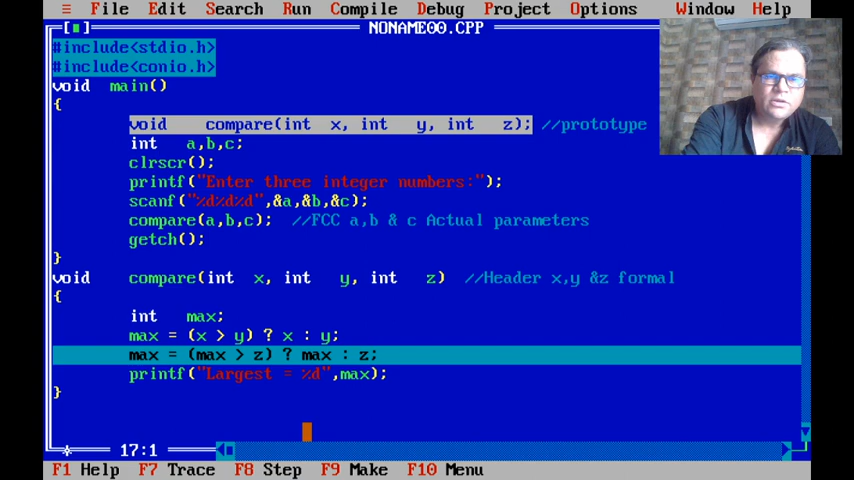 ≡ File Edit Search Run Compile Debug Project Options Window Help
NONAME00.CPP
#include<stdio.h>
#include<conio.h>
void main()
{
void compare(int x, int y, int z); //prototype
int a,b,c;
clrscr();
printf("Enter three integer numbers:");
scanf("%d%d%d",&a,&b,&c);
compare(a,b,c); //FCC a,b & c Actual parameters
getch();
}
void compare(int x, int y, int z) //Header x,y &z formal
{
int max;
max = (x > y) ? x : y;
max = (max > z) ? max : z;
printf("Largest = %d",max);
}
17:1
F1 Help F7 Trace F8 Step F9 Make F10 Menu